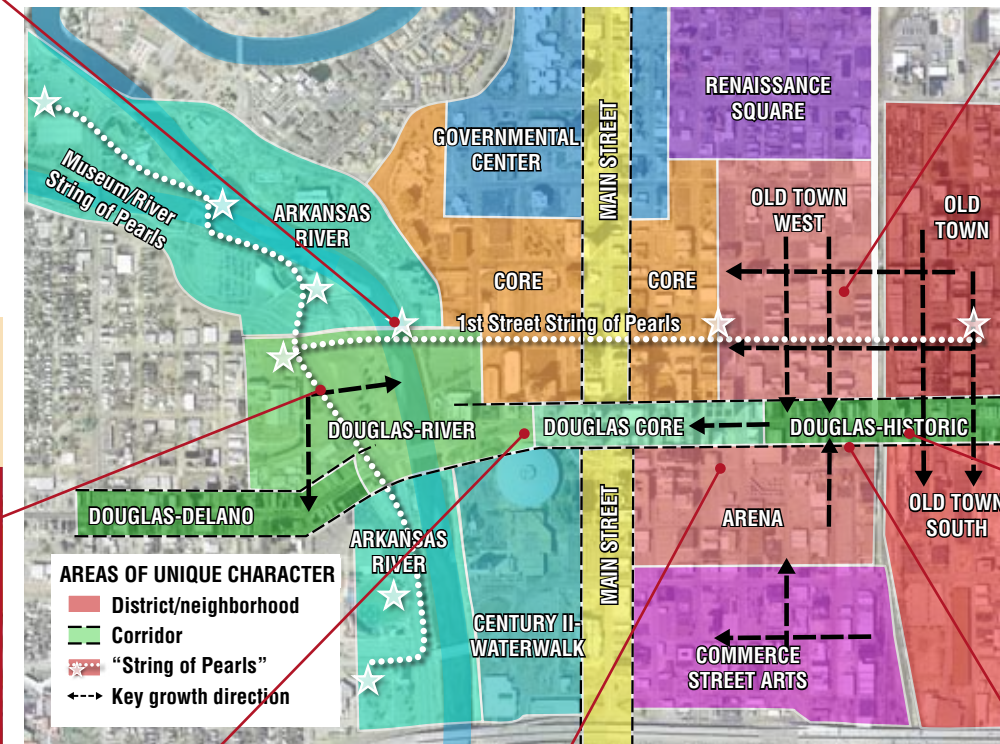 RENAISSANCE
SQUARE
GOVERNMENTAL
CENTER
MAIN STREET
Museum/River
String of Pearls
ARKANSAS
RIVER
OLD TOWN
WEST
OLD
TOWN
CORE
CORE
1st Street String of Pearls
DOUGLAS-RIVER
DOUGLAS CORE
DOUGLAS-HISTORIC
DOUGLAS-DELANO
ARKANSAS
RIVER
MAIN STREET
ARENA
OLD TOWN
SOUTH
CENTURY II-
WATERWALK
COMMERCE
STREET ARTS
AREAS OF UNIQUE CHARACTER
District/neighborhood
Corridor
“String of Pearls”
Key growth direction